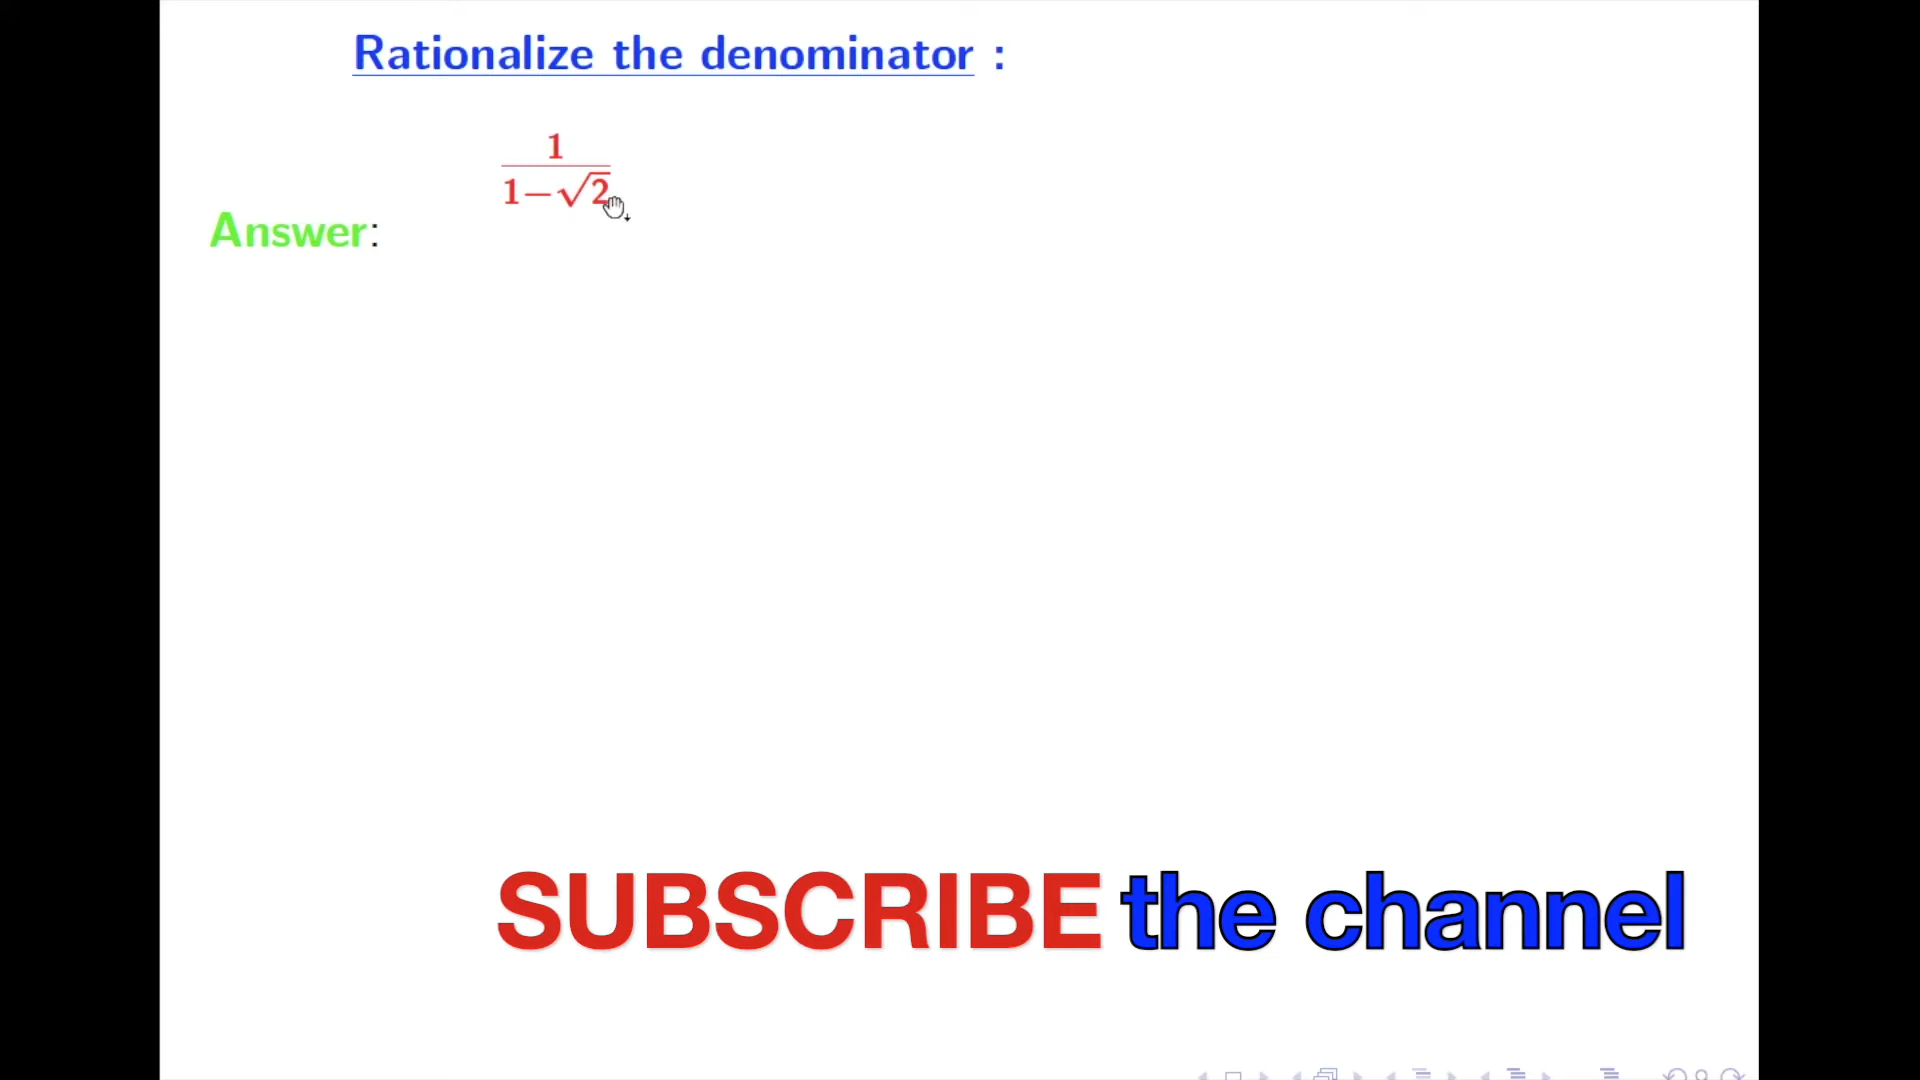 Rationalize the denominator :
1
1−√2
Answer:
SUBSCRIBE the channel